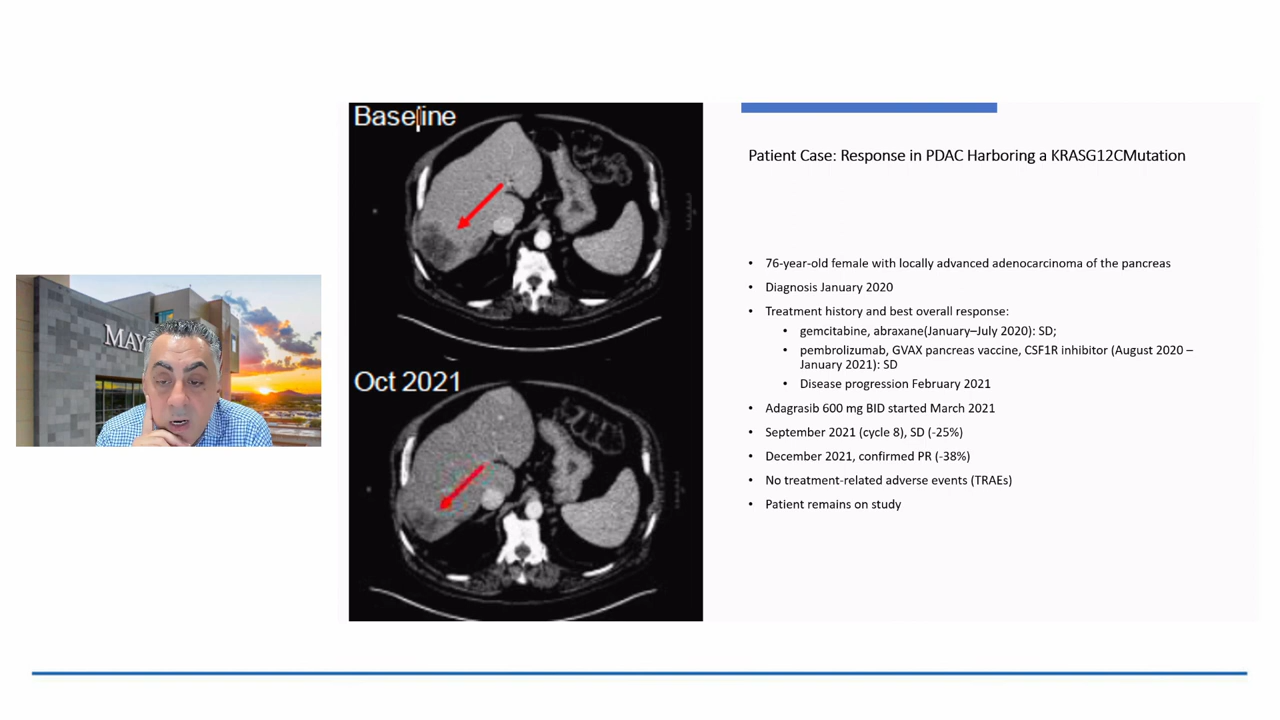 Baseline
Patient Case: Response in PDAC Harboring a KRASG12CMutation
• 76-year-old female with locally advanced adenocarcinoma of the pancreas
• Diagnosis January 2020
• Treatment history and best overall response:
• gemcitabine, abraxane(January–July 2020): SD;
• pembrolizumab, GVAX pancreas vaccine, CSF1R inhibitor (August 2020 –
January 2021): SD
• Disease progression February 2021
• Adagrasib 600 mg BID started March 2021
• September 2021 (cycle 8), SD (-25%)
• December 2021, confirmed PR (-38%)
• No treatment-related adverse events (TRAEs)
• Patient remains on study
Oct 2021
MAY